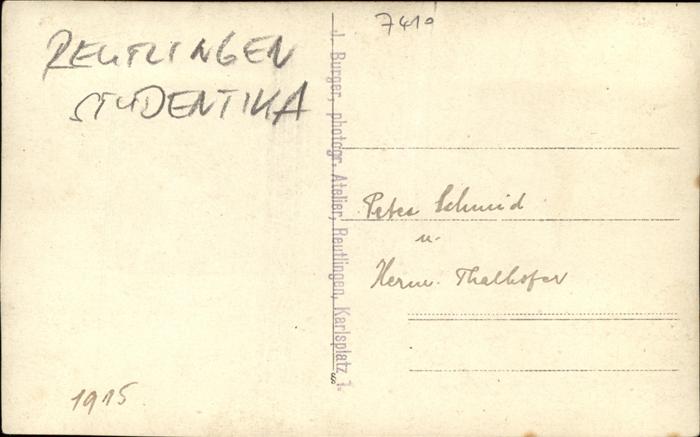 REUTLINGEN
STUDENTIKA
1915
J. Burger, photogr. Atelier, Reutlingen, Karlsplatz 1.
7410
Peter Schmid
u.
Herm. Thalhofer